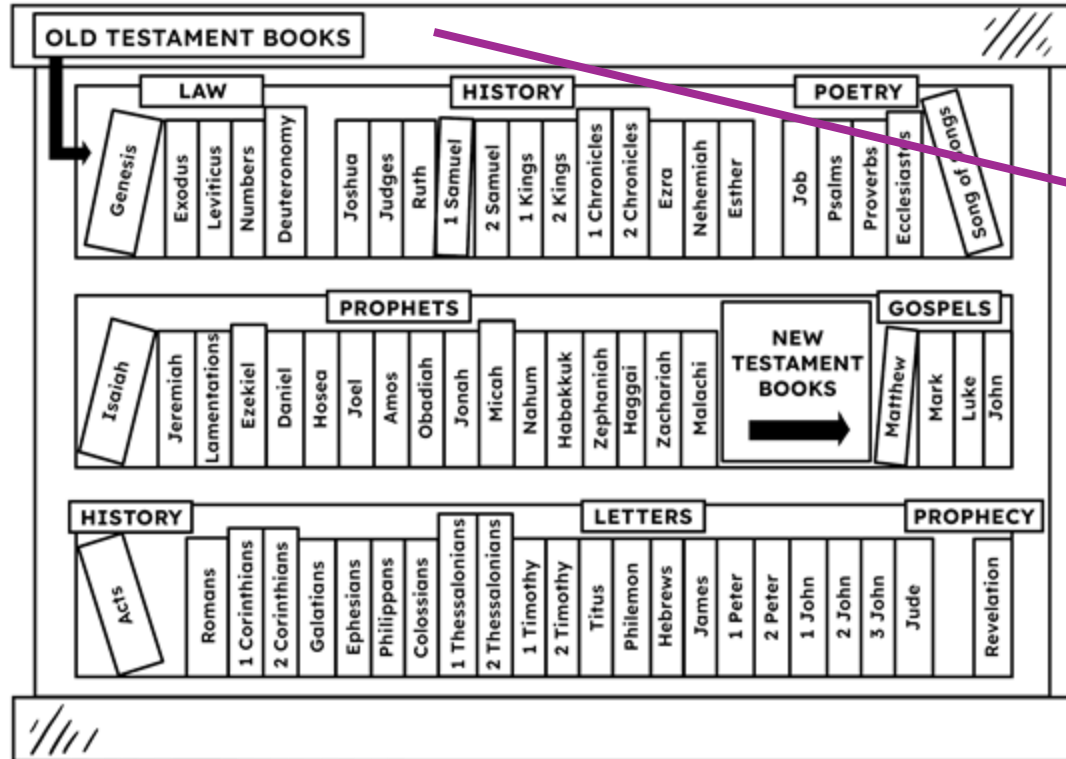 OLD TESTAMENT BOOKS
LAW
HISTORY
POETRY
Genesis
Exodus
Leviticus
Numbers
Deuteronomy
Joshua
Judges
Ruth
1 Samuel
2 Samuel
1 Kings
2 Kings
1 Chronicles
2 Chronicles
Ezra
Nehemiah
Esther
Job
Psalms
Proverbs
Ecclesiastes
Song of Songs
PROPHETS
GOSPELS
Isaiah
Jeremiah
Lamentations
Ezekiel
Daniel
Hosea
Joel
Amos
Obadiah
Jonah
Micah
Nahum
Habakkuk
Zephaniah
Haggai
Zachariah
Malachi
NEW
TESTAMENT
BOOKS
Matthew
Mark
Luke
John
HISTORY
LETTERS
PROPHECY
Acts
Romans
1 Corinthians
2 Corinthians
Galatians
Ephesians
Philippans
Colossians
1 Thessalonians
2 Thessalonians
1 Timothy
2 Timothy
Titus
Philemon
Hebrews
James
1 Peter
2 Peter
1 John
2 John
3 John
Jude
Revelation